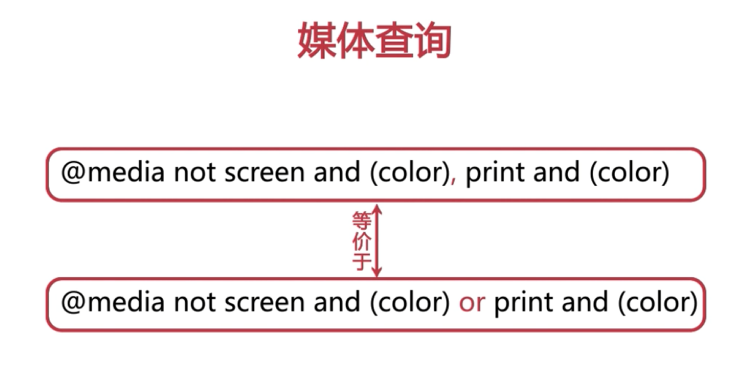 媒体查询
@media not screen and (color), print and (color)
等价于
@media not screen and (color) or print and (color)